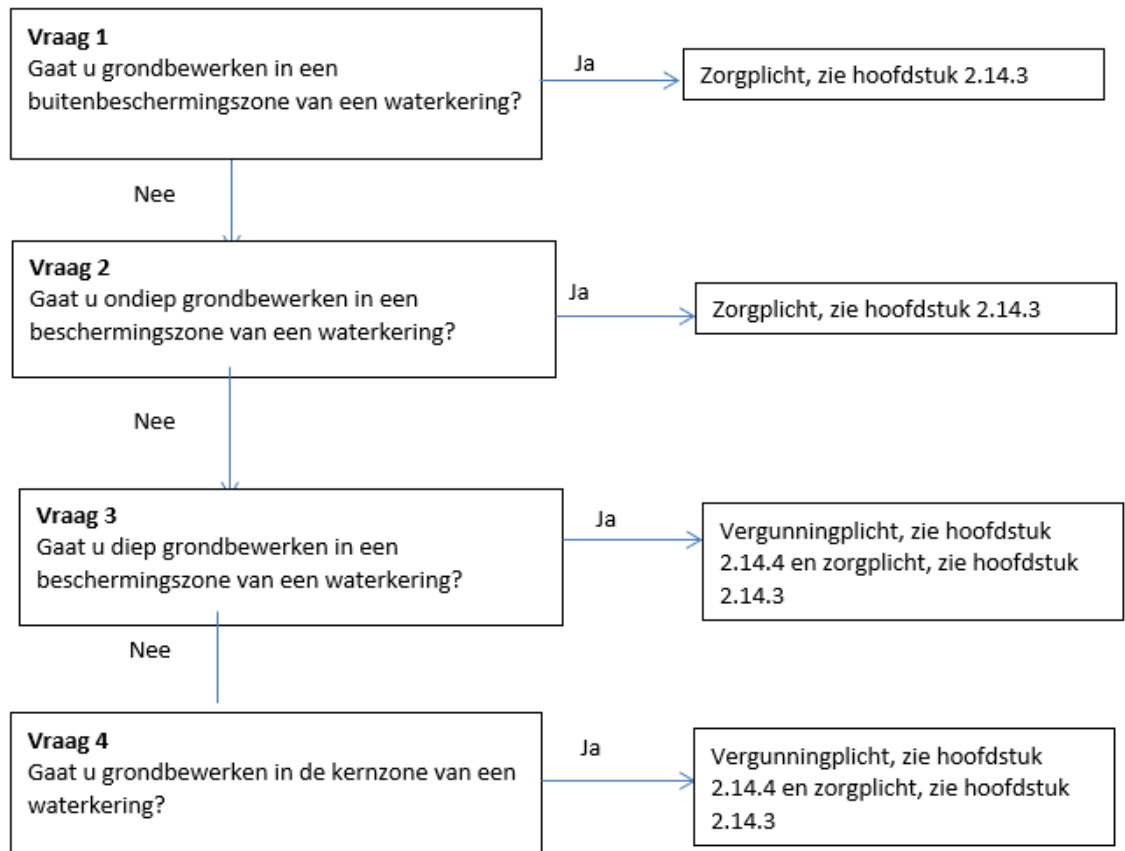 Vraag 1
Gaat u grondbewerken in een
buitenbeschermingszone van een waterkering?
Ja
Zorgplicht, zie hoofdstuk 2.14.3
Nee
Vraag 2
Gaat u ondiep grondbewerken in een
beschermingszone van een waterkering?
Ja
Zorgplicht, zie hoofdstuk 2.14.3
Nee
Vraag 3
Gaat u diep grondbewerken in een
beschermingszone van een waterkering?
Ja
Vergunningplicht, zie hoofdstuk
2.14.4 en zorgplicht, zie hoofdstuk
2.14.3
Nee
Vraag 4
Gaat u grondbewerken in de kernzone van een
waterkering?
Ja
Vergunningplicht, zie hoofdstuk
2.14.4 en zorgplicht, zie hoofdstuk
2.14.3